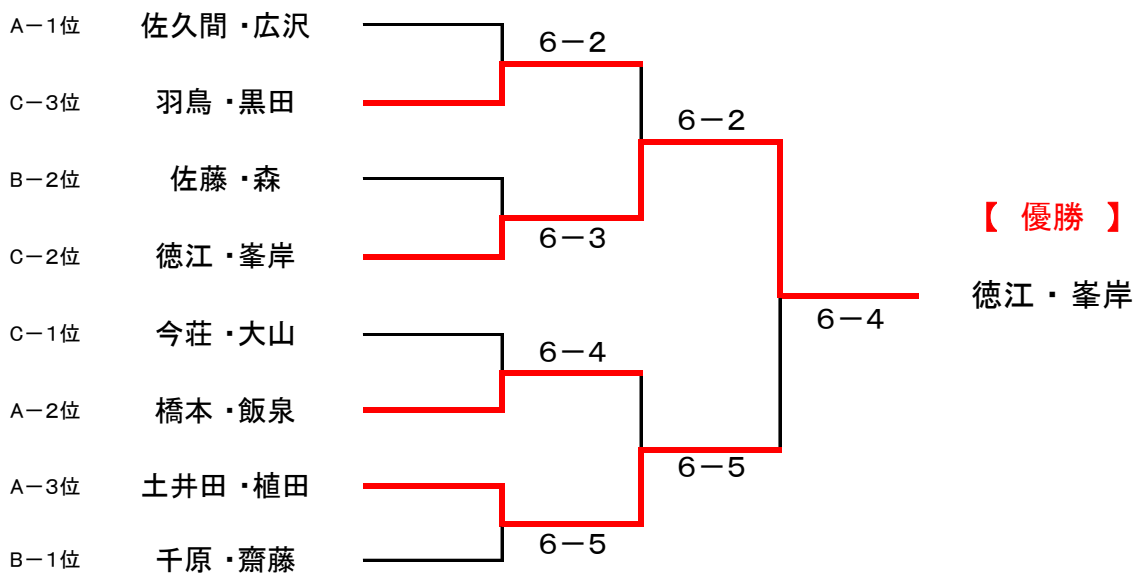 A－1位 佐久間・広沢
6－2
C－3位 羽鳥・黒田
6－2
B－2位 佐藤・森
【 優勝 】
6－3
C－2位 徳江・峯岸
徳江・峯岸
6－4
C－1位 今荘・大山
6－4
A－2位 橋本・飯泉
6－5
A－3位 土井田・植田
6－5
B－1位 千原・齋藤